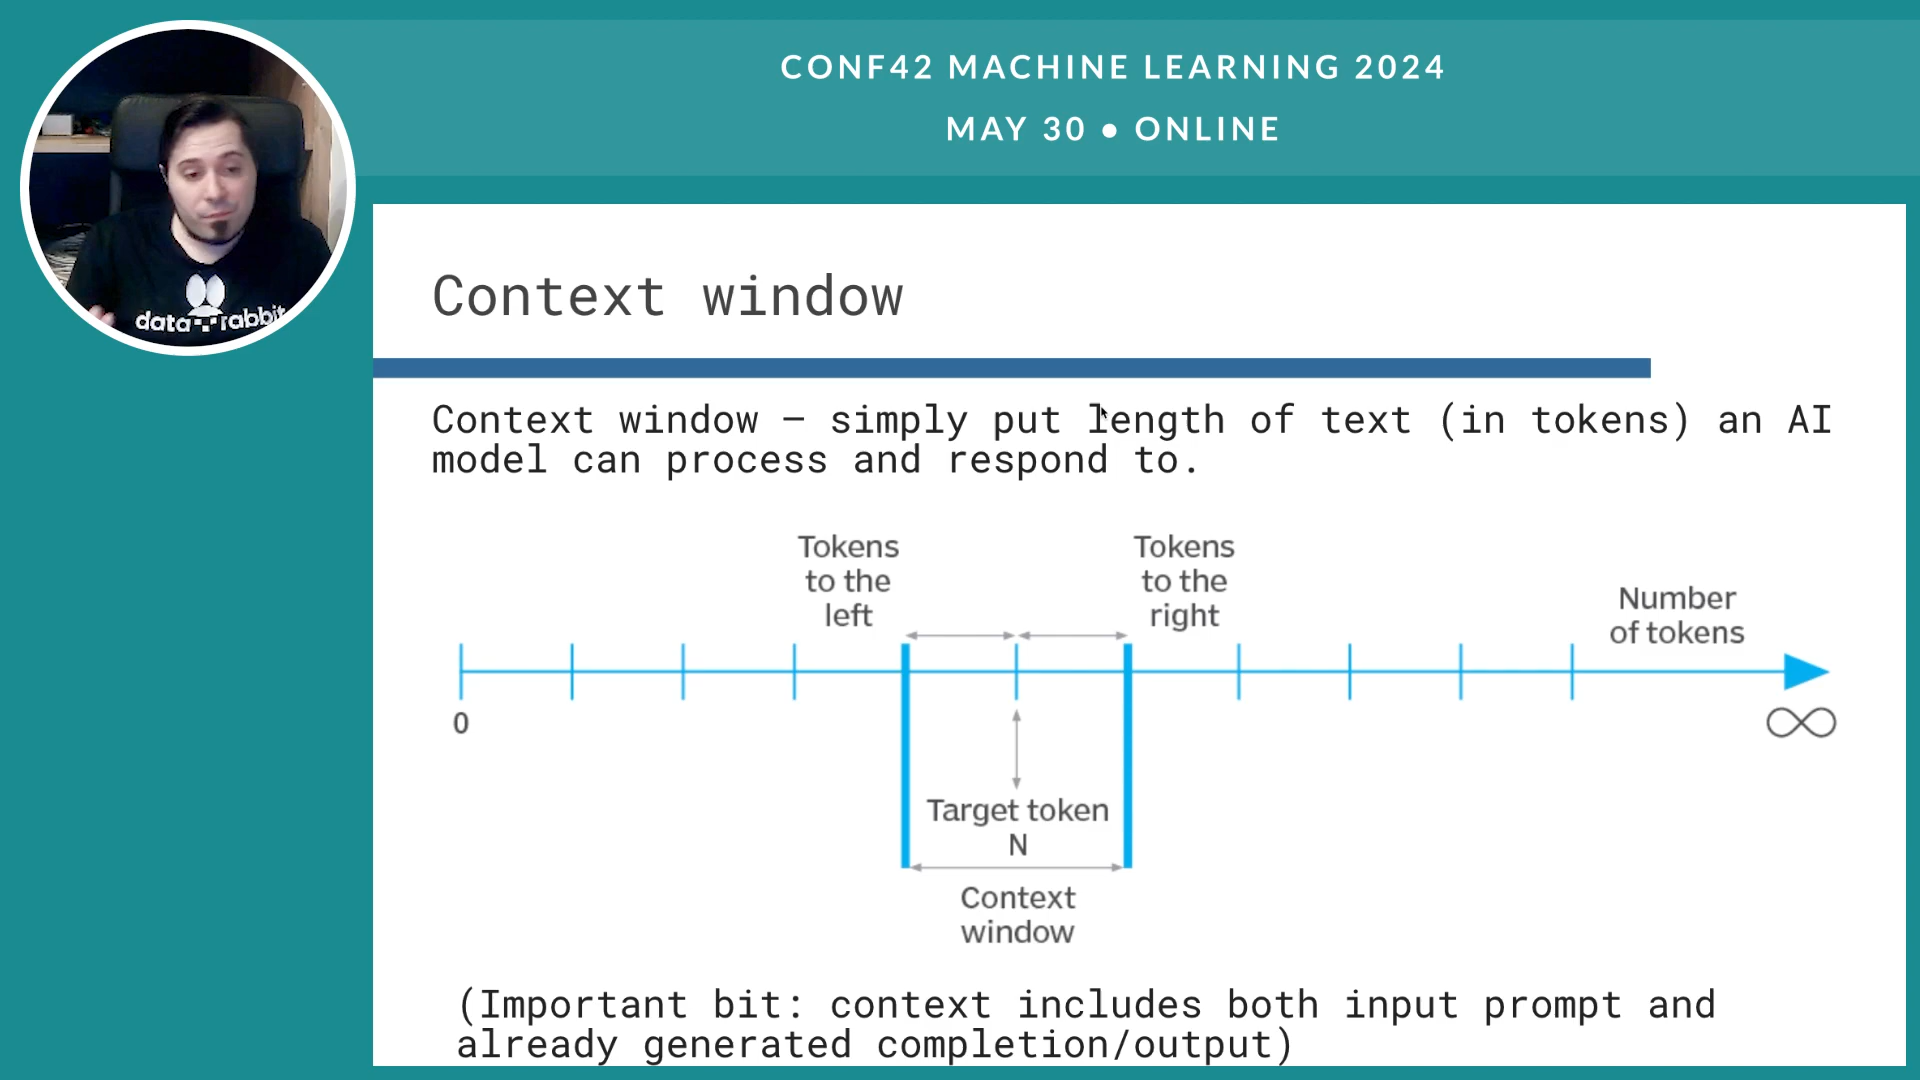 CONF42 MACHINE LEARNING 2024
MAY 30 ● ONLINE
data rabbit
Context window
Context window – simply put length of text (in tokens) an AI
model can process and respond to.
Tokens
to the
left
Tokens
to the
right
Number
of tokens
0
∞
Target token
N
Context
window
(Important bit: context includes both input prompt and
already generated completion/output)